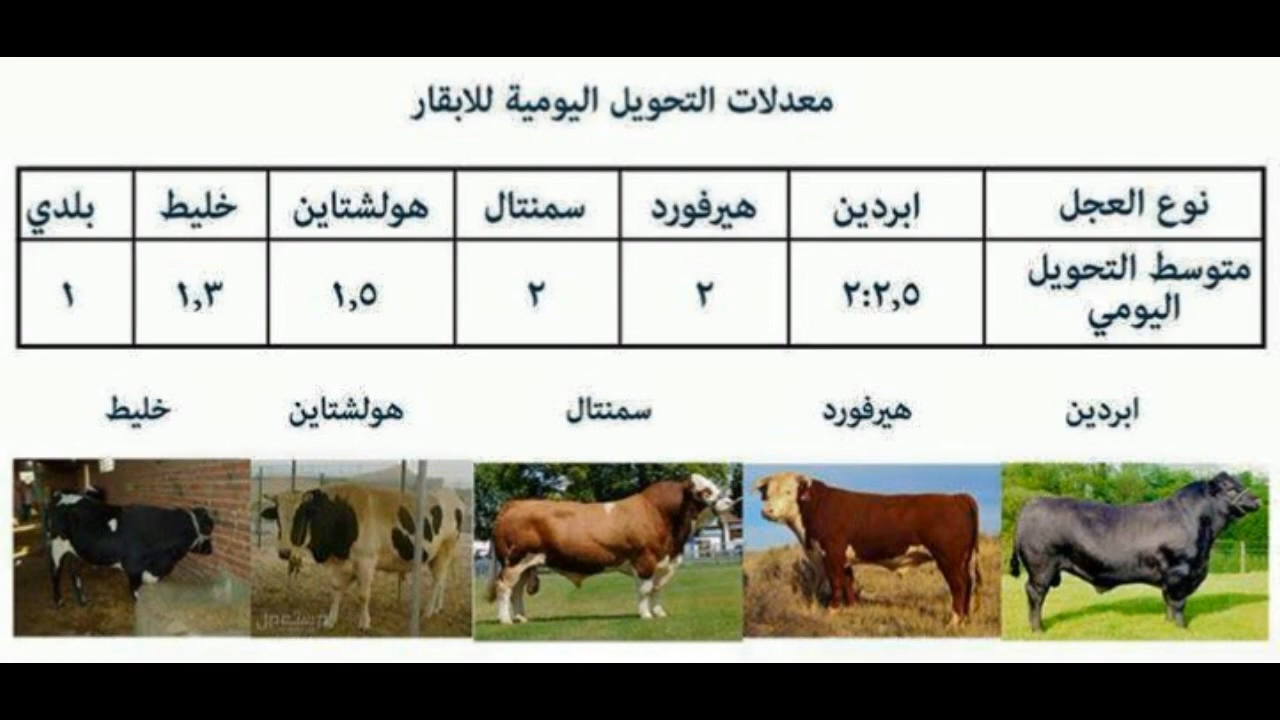 معدلات التحويل اليومية للابقار
نوع العجل ابردين هيرفورد سمنتال هولشتاين خليط بلدي
متوسط التحويل اليومي ٢:٢,٥ ٢ ٢ ١,٥ ١,٣ ١
ابردين هيرفورد سمنتال هولشتاين خليط